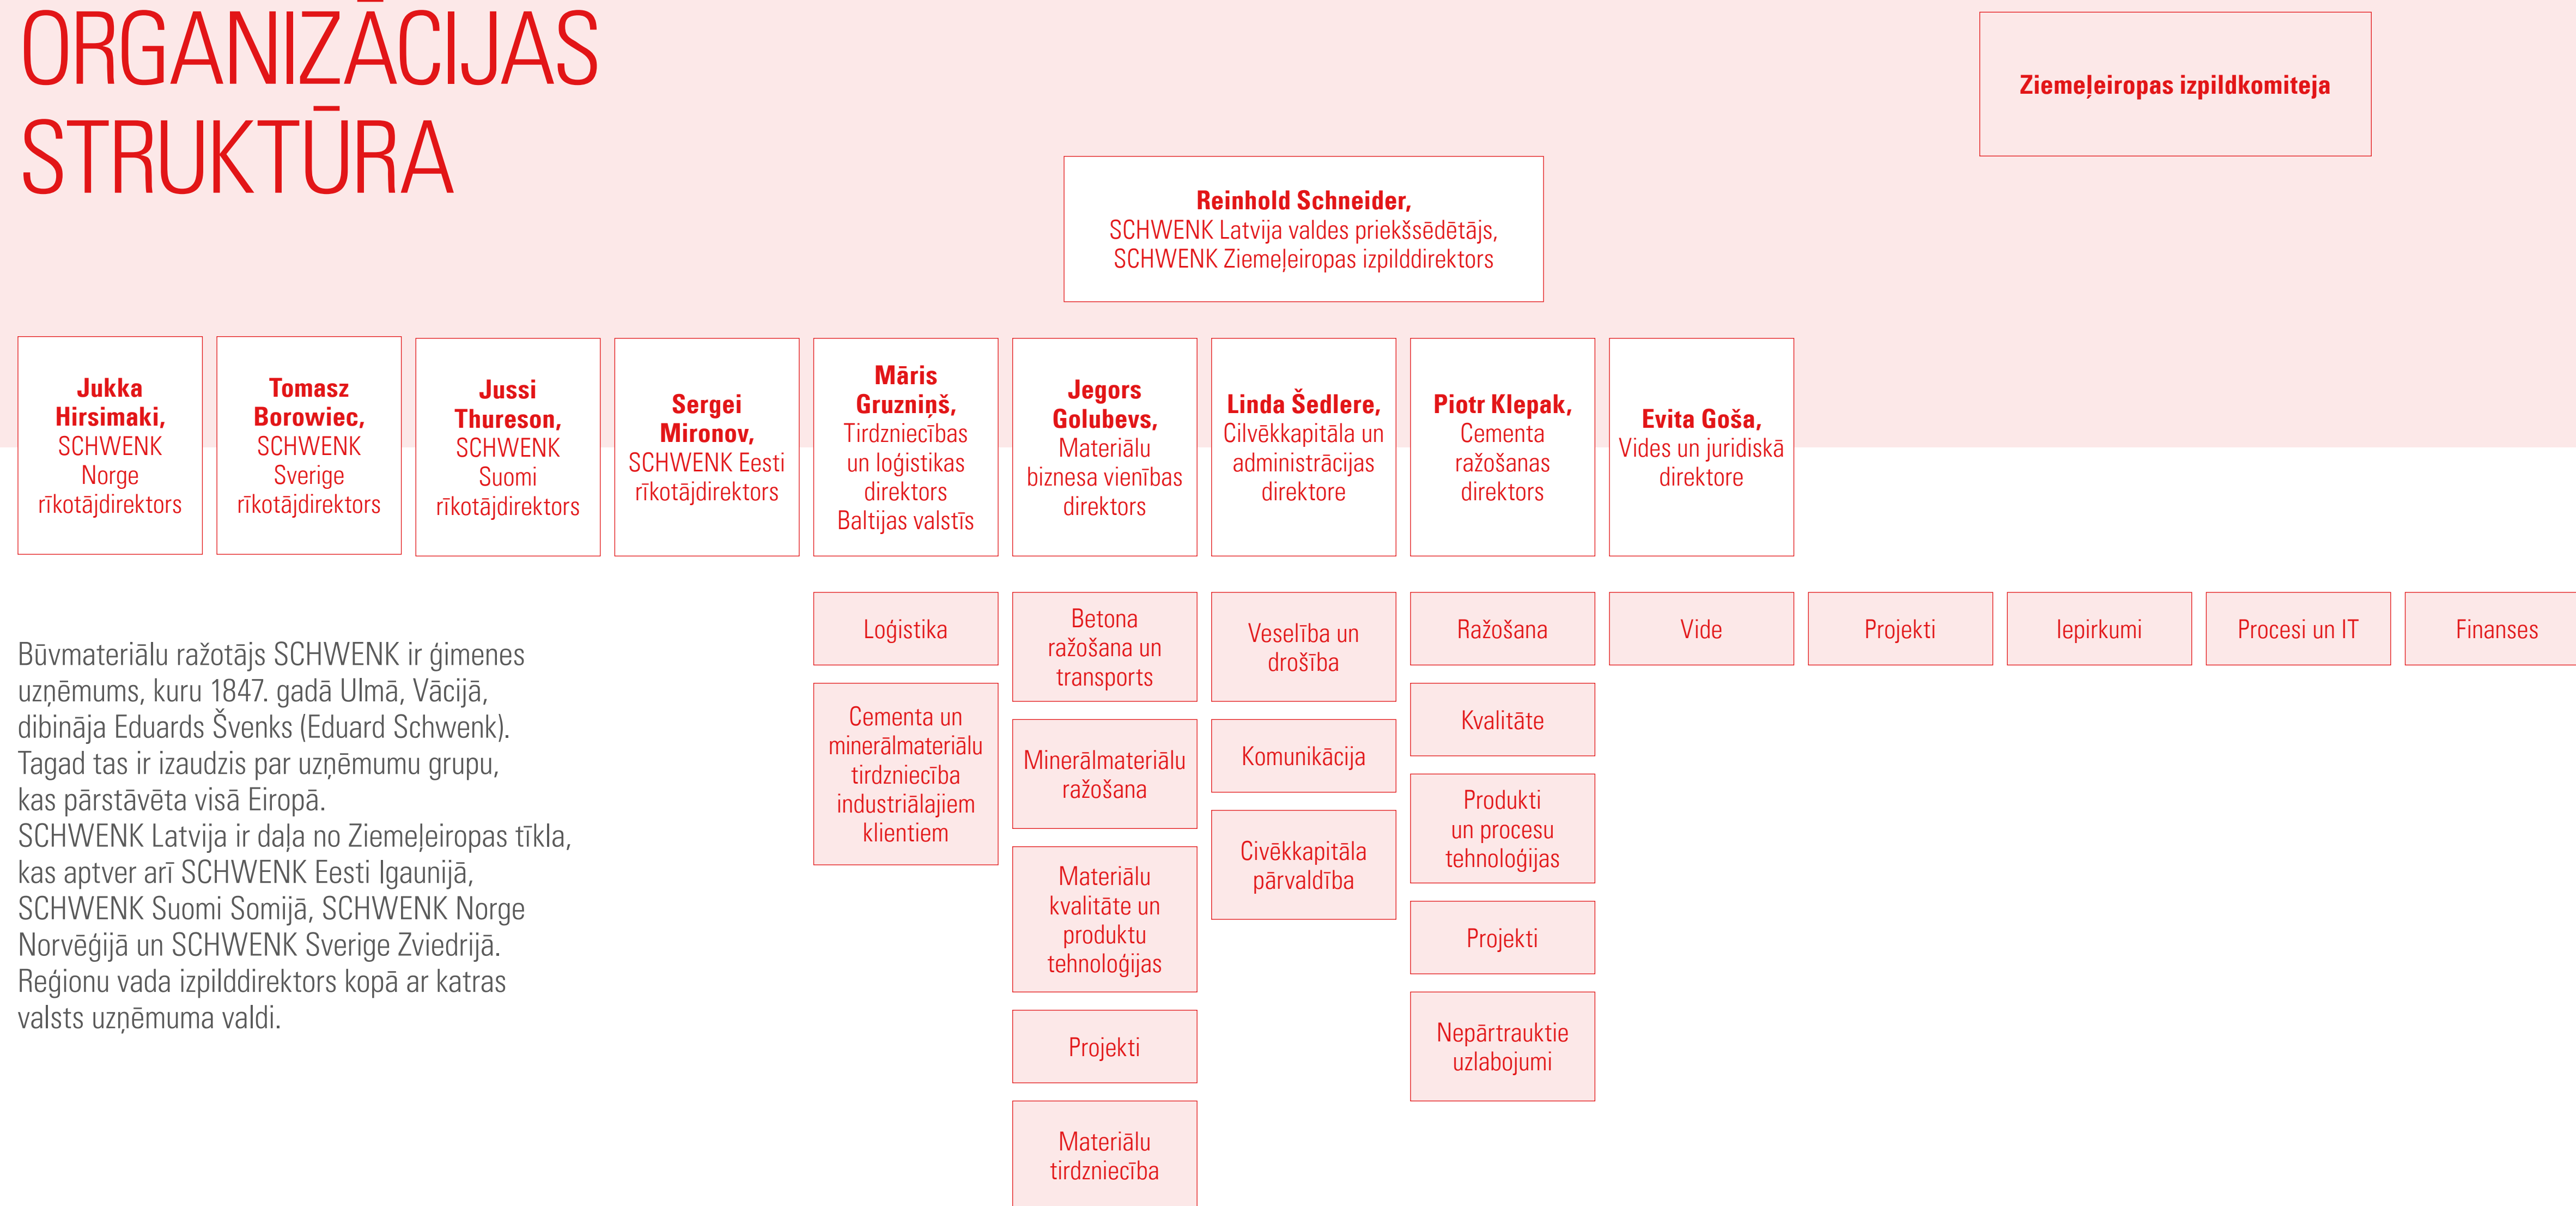 ORGANIZĀCIJAS
STRUKTŪRA
Ziemeļeiropas izpildkomiteja
Reinhold Schneider,
SCHWENK Latvija valdes priekšsēdētājs,
SCHWENK Ziemeļeiropas izpilddirektors
Jukka
Hirsimaki,
SCHWENK
Norge
rīkotājdirektors
Tomasz
Borowiec,
SCHWENK
Sverige
rīkotājdirektors
Jussi
Thureson,
SCHWENK
Suomi
rīkotājdirektors
Sergei
Mironov,
SCHWENK Eesti
rīkotājdirektors
Māris
Gruzniņš,
Tirdzniecības
un loģistikas
direktors
Baltijas valstīs
Jegors
Golubevs,
Materiālu
biznesa vienības
direktors
Linda Šedlere,
Cilvēkkapitāla un
administrācijas
direktore
Piotr Klepak,
Cementa
ražošanas
direktors
Evita Goša,
Vides un juridiskā
direktore
Būvmateriālu ražotājs SCHWENK ir ģimenes
uzņēmums, kuru 1847. gadā Ulmā, Vācijā,
dibināja Eduards Švenks (Eduard Schwenk).
Tagad tas ir izaudzis par uzņēmumu grupu,
kas pārstāvēta visā Eiropā.
SCHWENK Latvija ir daļa no Ziemeļeiropas tīkla,
kas aptver arī SCHWENK Eesti Igaunijā,
SCHWENK Suomi Somijā, SCHWENK Norge
Norvēģijā un SCHWENK Sverige Zviedrijā.
Reģionu vada izpilddirektors kopā ar katras
valsts uzņēmuma valdi.
Loģistika
Cementa un
minerālmateriālu
tirdzniecība
industriālajiem
klientiem
Betona
ražošana un
transports
Minerālmateriālu
ražošana
Materiālu
kvalitāte un
produktu
tehnoloģijas
Projekti
Materiālu
tirdzniecība
Veselība un
drošība
Komunikācija
Civēkkapitāla
pārvaldība
Ražošana
Kvalitāte
Produkti
un procesu
tehnoloģijas
Projekti
Nepārtrauktie
uzlabojumi
Vide
Projekti
Iepirkumi
Procesi un IT
Finanses